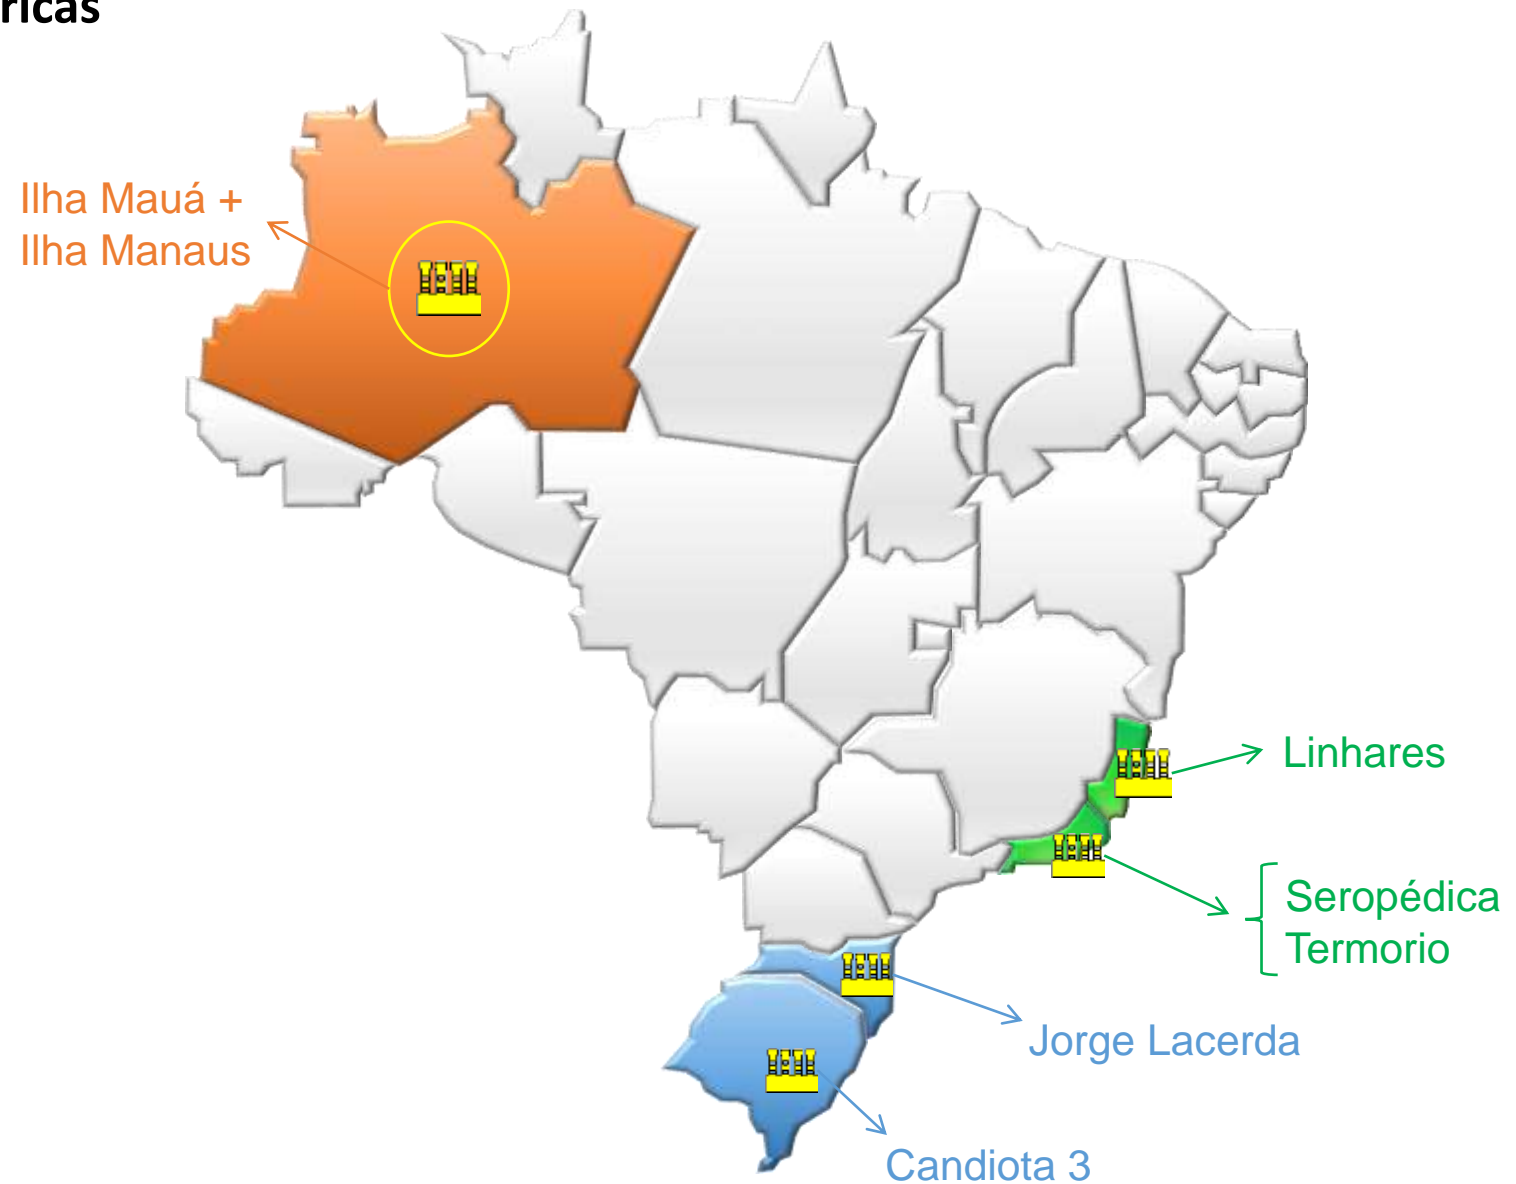 ricas
Ilha Mauá +
Ilha Manaus
Linhares
Seropédica
Termorio
Jorge Lacerda
Candiota 3